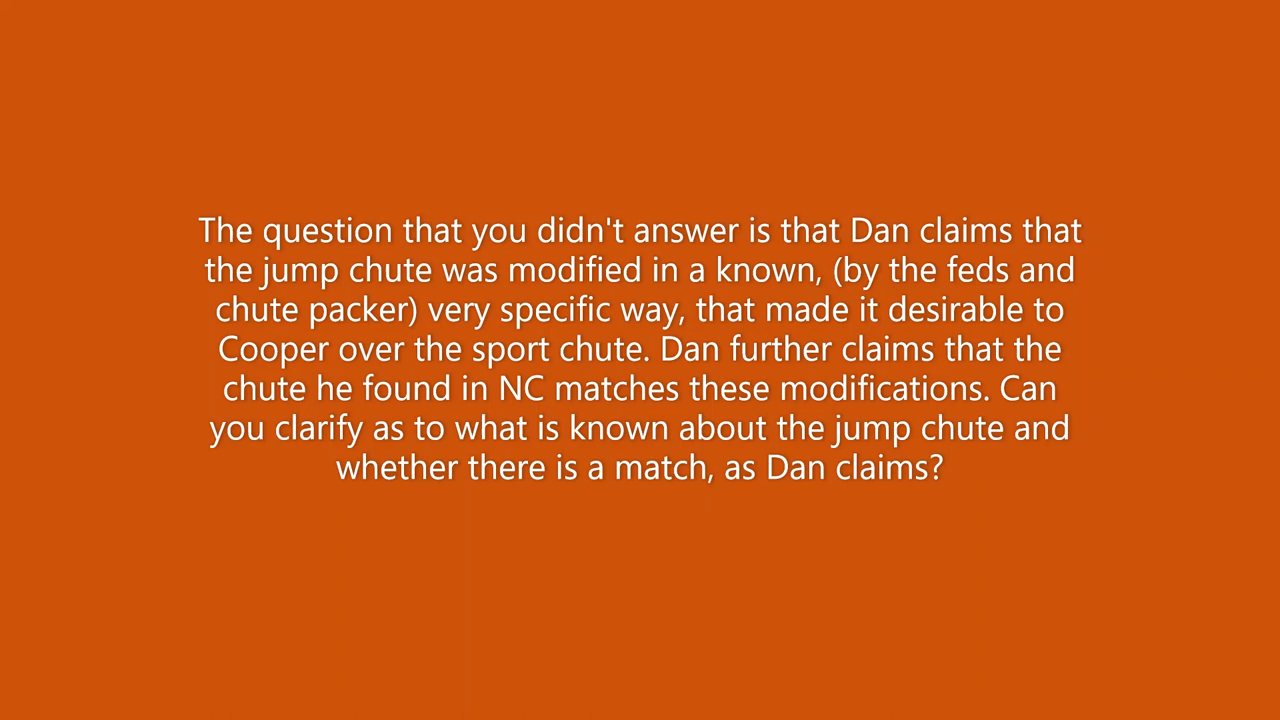 The question that you didn't answer is that Dan claims that
the jump chute was modified in a known, (by the feds and
chute packer) very specific way, that made it desirable to
Cooper over the sport chute. Dan further claims that the
chute he found in NC matches these modifications. Can
you clarify as to what is known about the jump chute and
whether there is a match, as Dan claims?